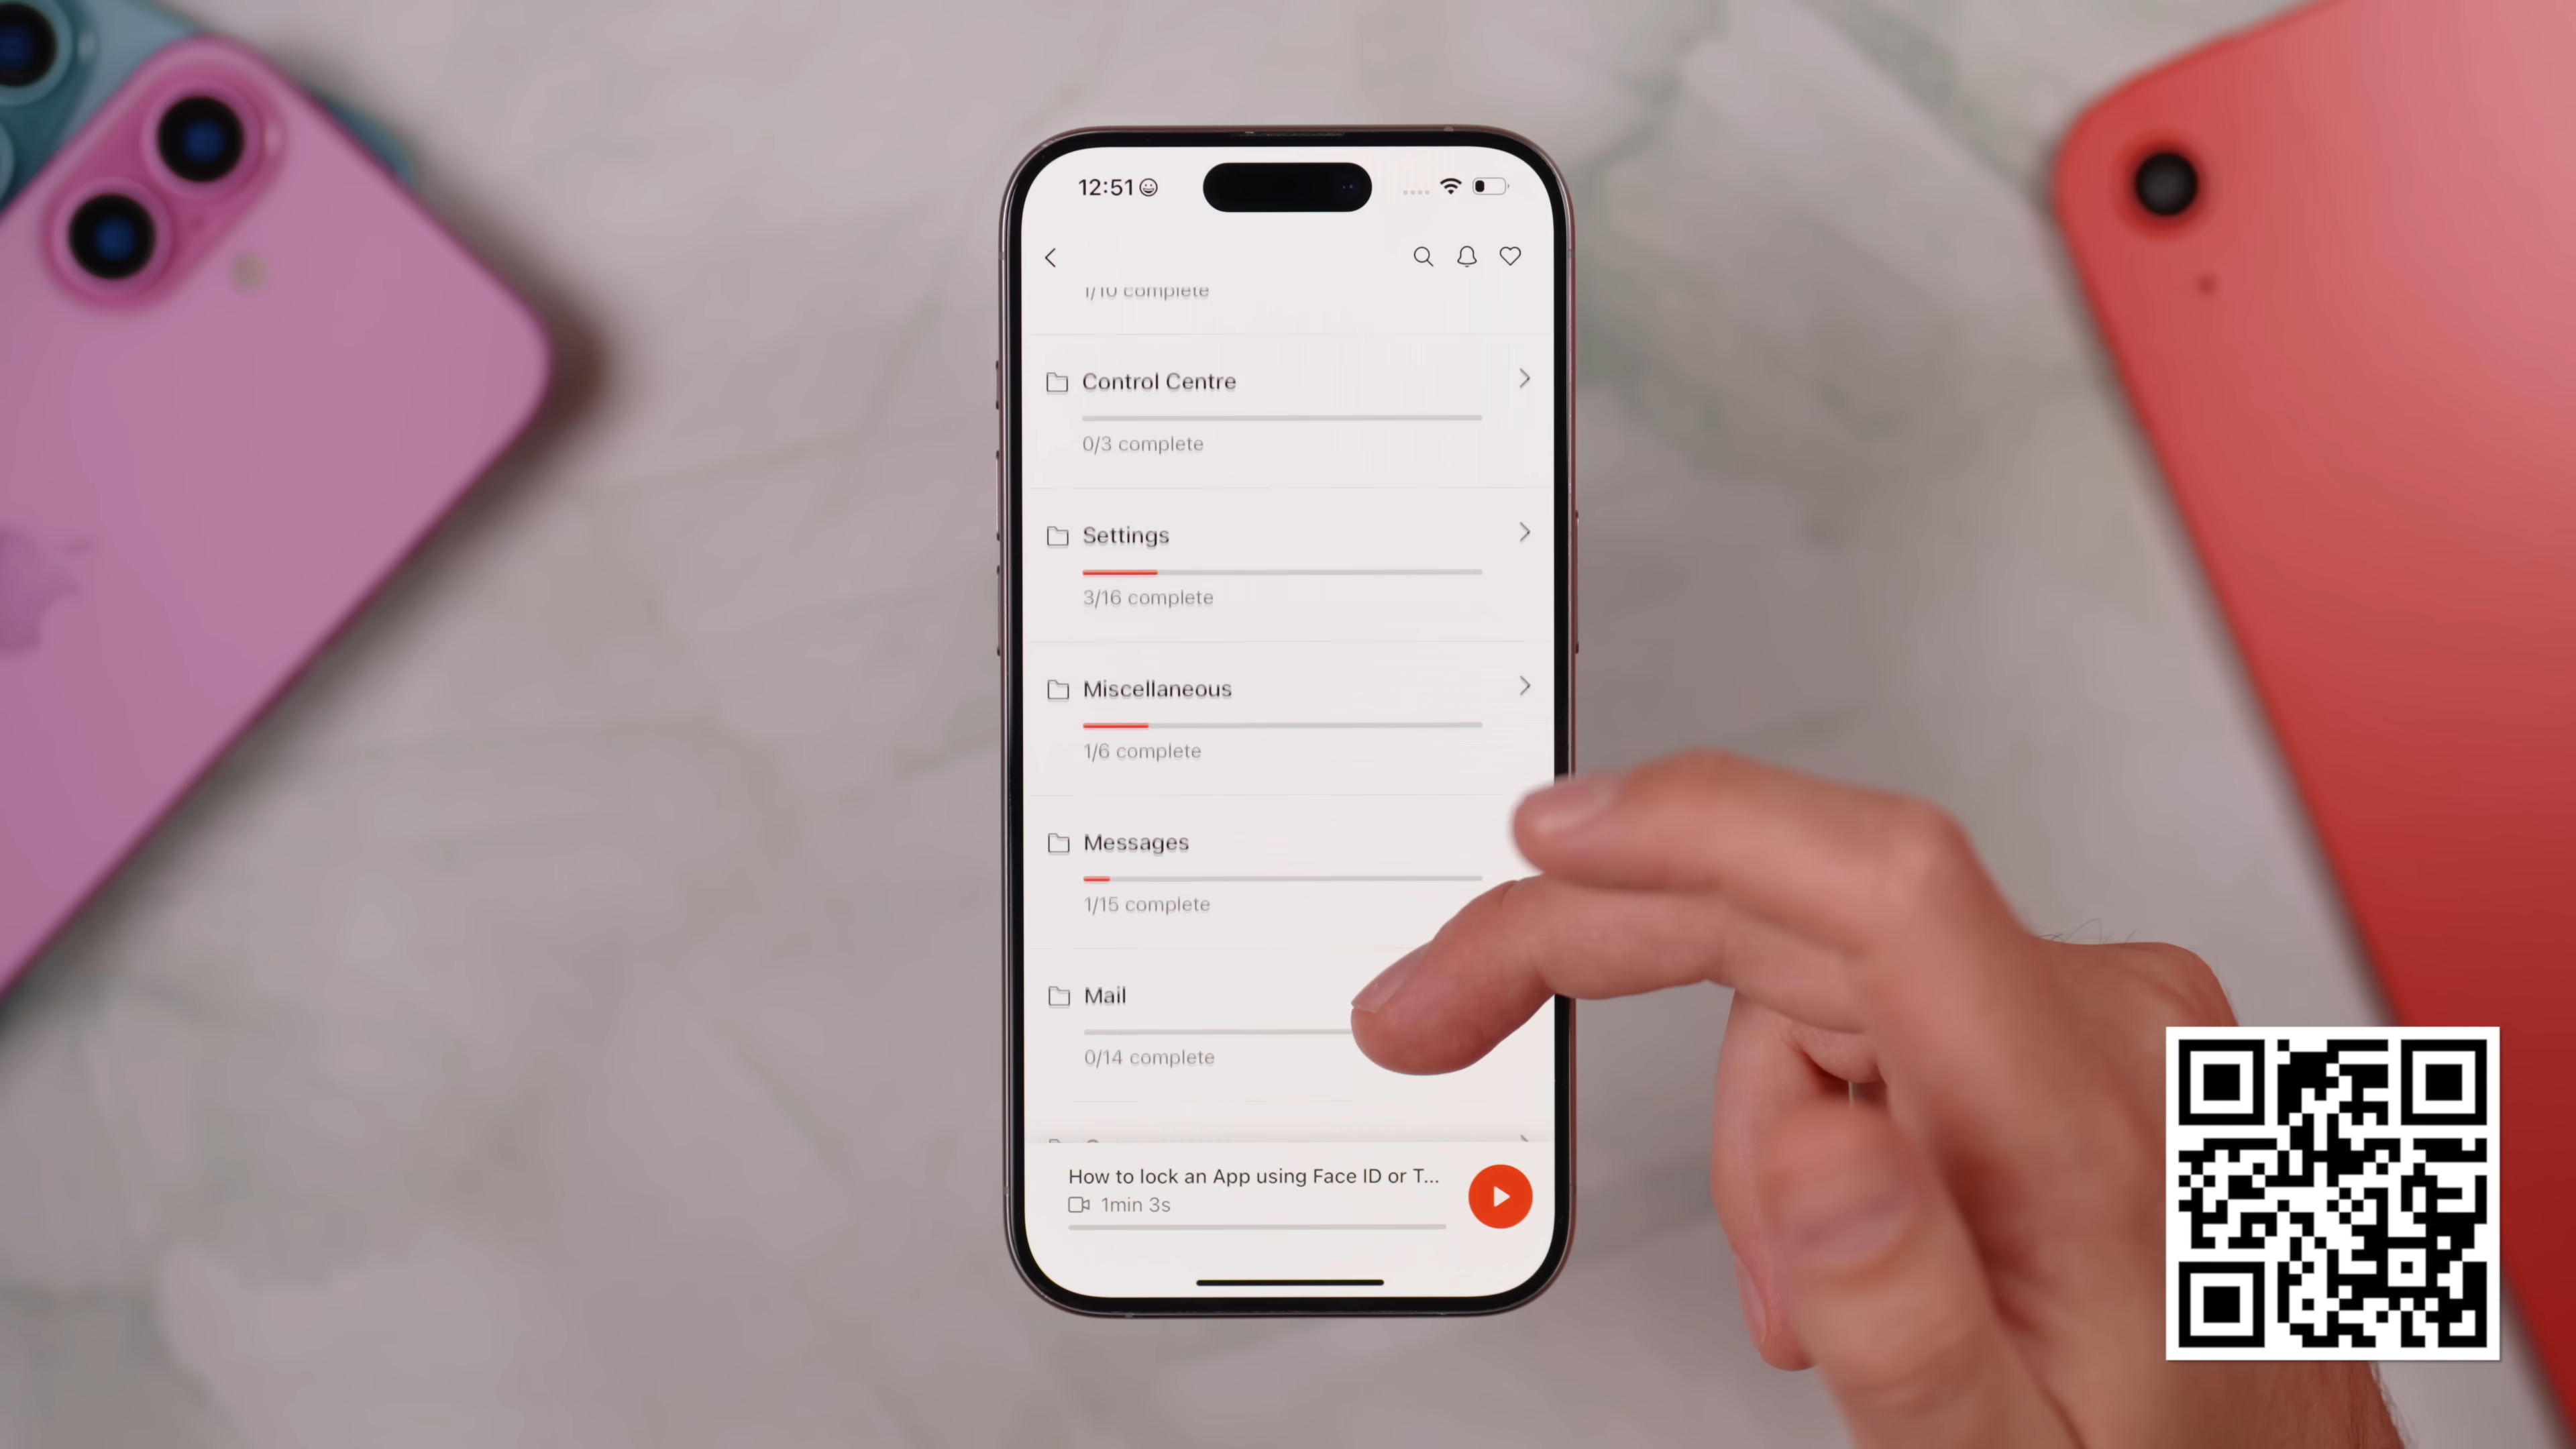 12:51
1/10 complete
Control Centre
0/3 complete
Settings
3/16 complete
Miscellaneous
1/6 complete
Messages
1/15 complete
Mail
0/14 complete
How to lock an App using Face ID or T...
1min 3s